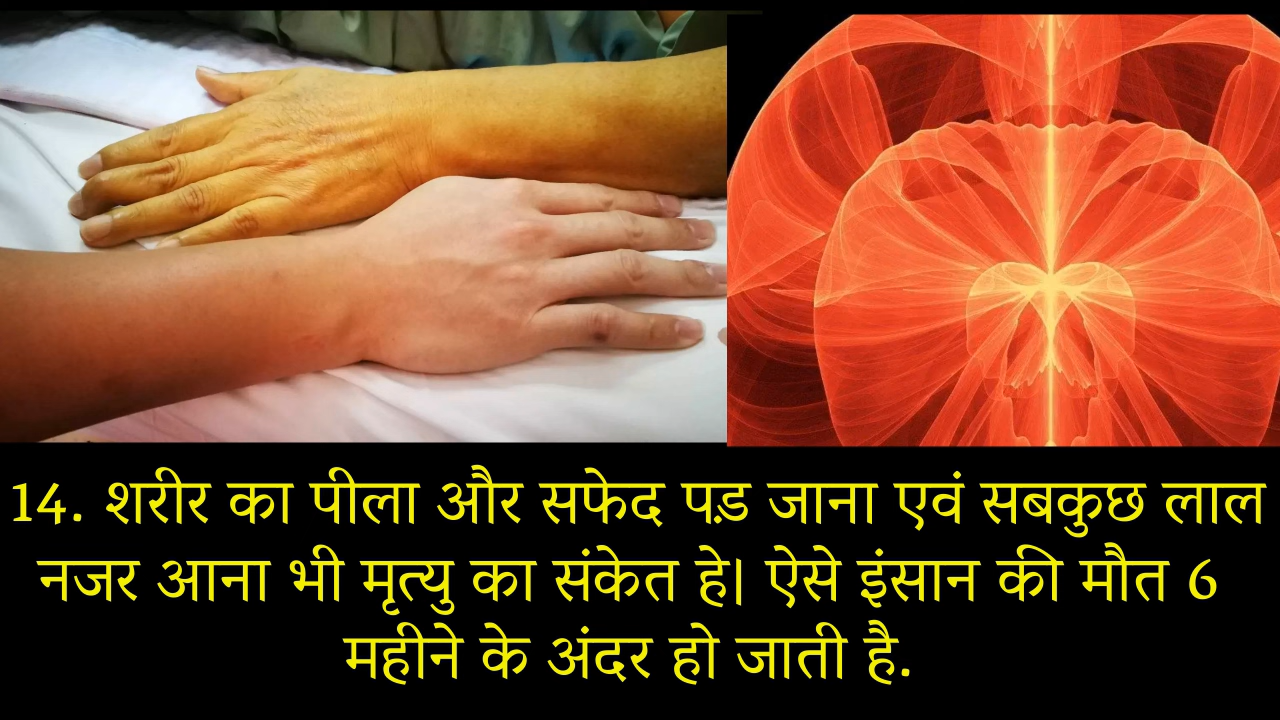 14. शरीर का पीला और सफेद पड़ जाना एवं सबकुछ लाल
नजर आना भी मृत्यु का संकेत हे| ऐसे इंसान की मौत 6
महीने के अंदर हो जाती है.